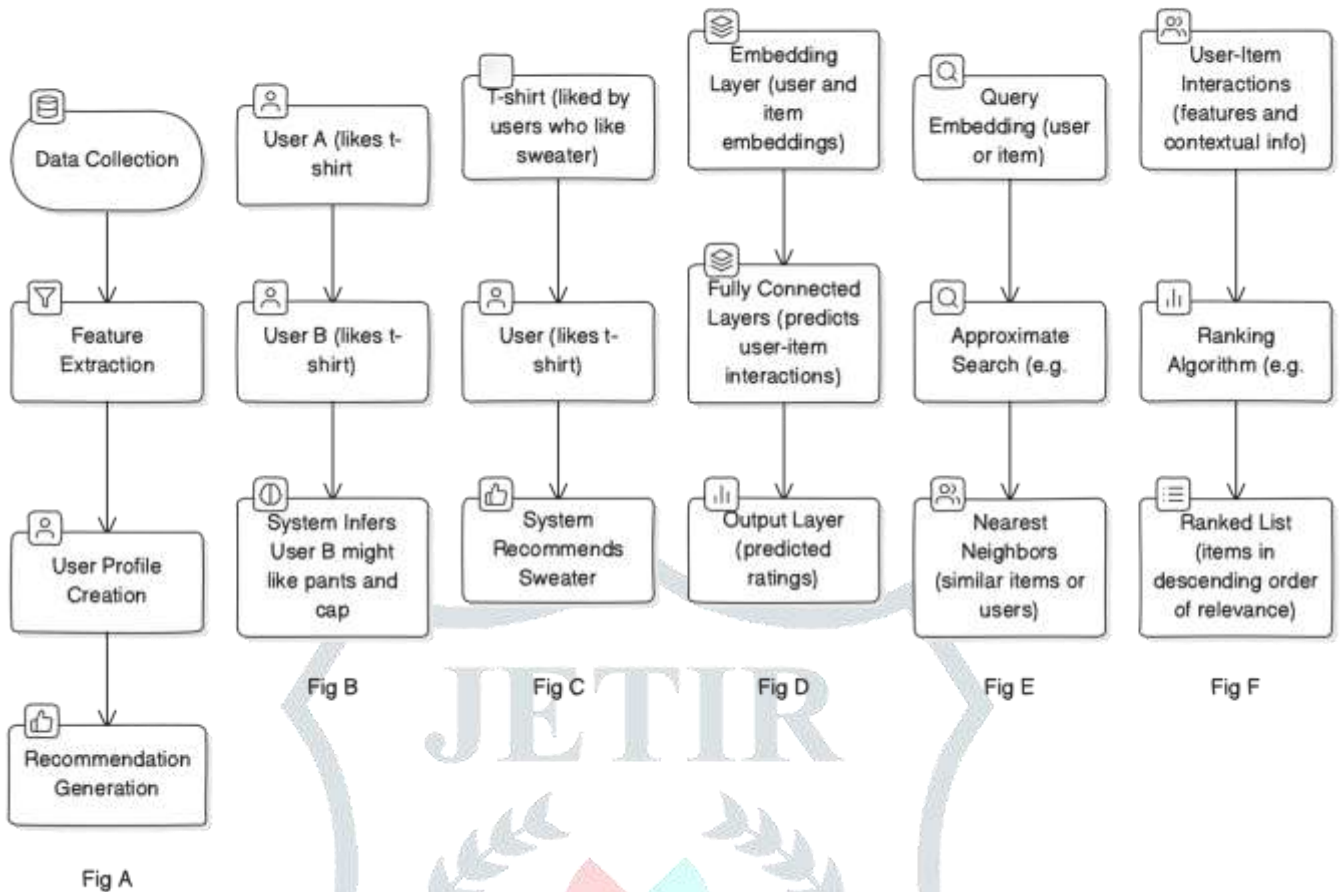 Data Collection
Feature
Extraction
User Profile
Creation
Recommendation
Generation
Fig A
User A (likes t-
shirt
User B (likes t-
shirt)
System Infers
User B might
like pants and
cap
Fig B
T-shirt (liked by
users who like
sweater)
User (likes t-
shirt)
System
Recommends
Sweater
Fig C
Embedding
Layer (user and
item
embeddings)
Fully Connected
Layers (predicts
user-item
interactions)
Output Layer
(predicted
ratings)
Fig D
Query
Embedding (user
or item)
Approximate
Search (e.g.
Nearest
Neighbors
(similar items or
users)
Fig E
User-Item
Interactions
(features and
contextual info)
Ranking
Algorithm (e.g.
Ranked List
(items in
descending order
of relevance)
Fig F
JETIR